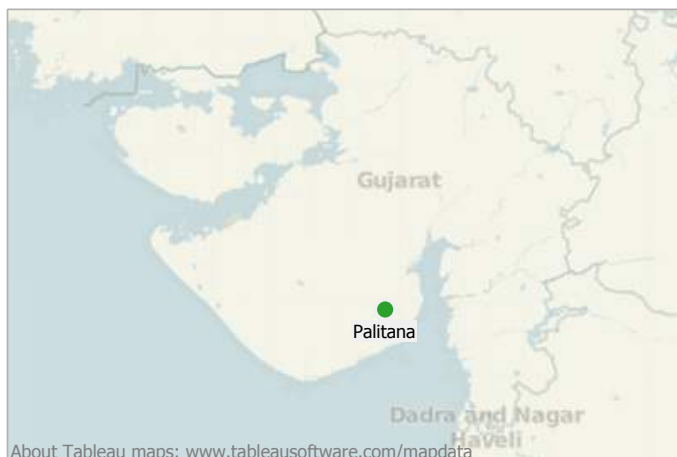 Gujarat
Palitana
Dadra and Nagar
Haveli
About Tableau maps: www.tableausoftware.com/mapdata